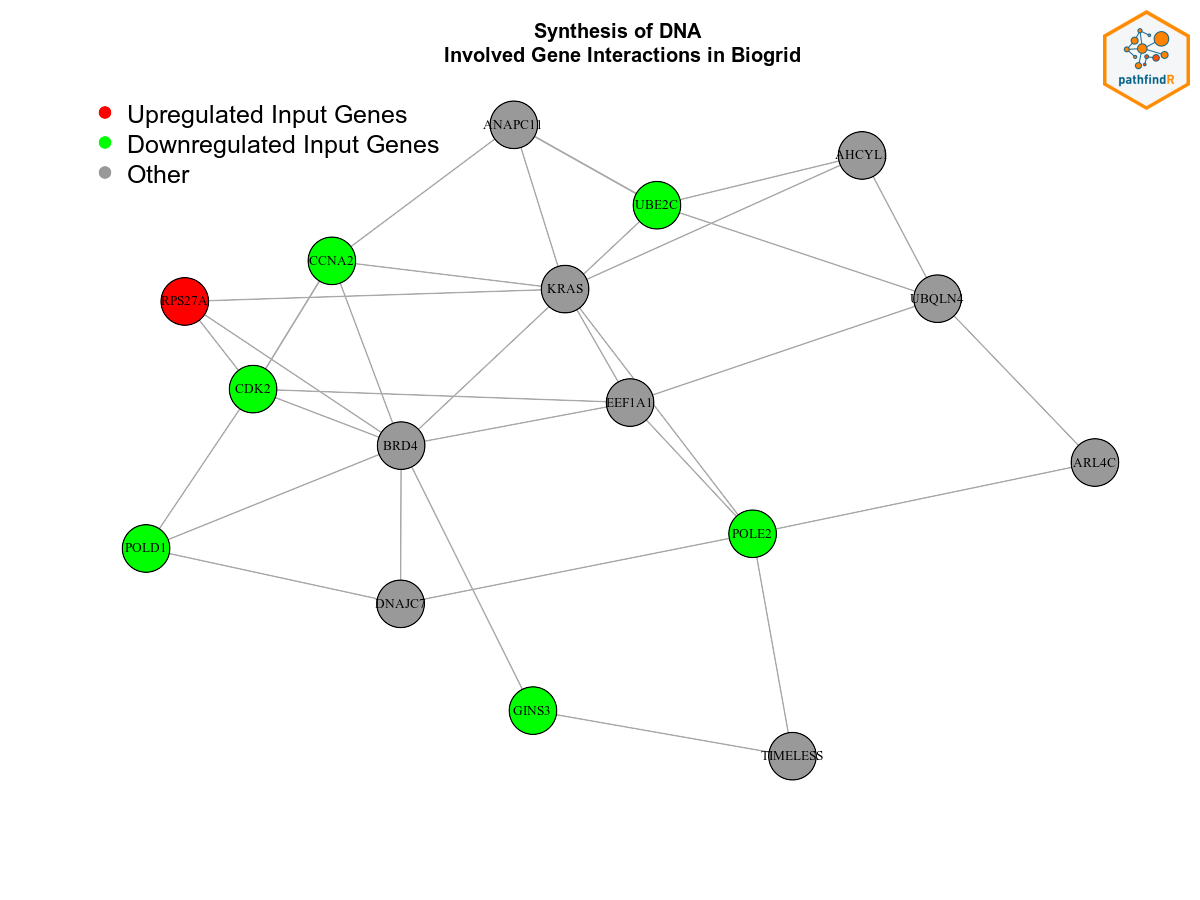 Synthesis of DNA
Involved Gene Interactions in Biogrid
pathfindR
Upregulated Input Genes
Downregulated Input Genes
Other
ANAPC11
AHCYL
UBE2C
CCNA2
KRAS
RPS27A
UBQLN4
CDK2
EEF1A1
BRD4
ARL4C
POLE2
POLD1
DNAJC7
GINS3
TIMELESS